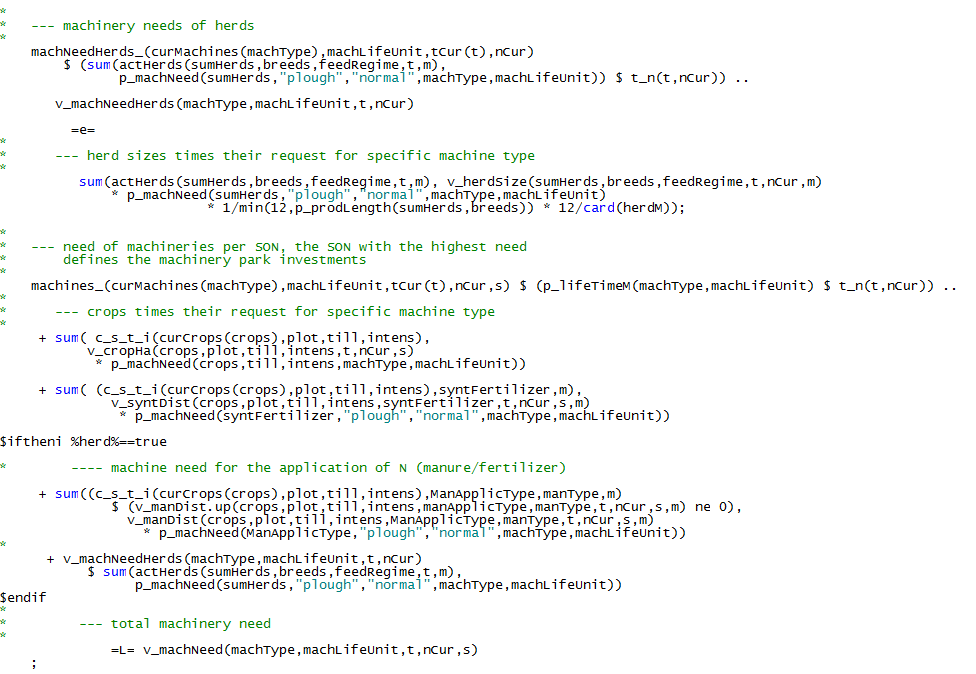 *
*   --- machinery needs of herds
*
    machNeedHerds_(curMachines(machType),machLifeUnit,tCur(t),nCur)
        $ (sum(actHerds(sumHerds,breeds,feedRegime,t,m),
               p_machNeed(sumHerds,"plough","normal",machType,machLifeUnit)) $ t_n(t,nCur)) ..
       v_machNeedHerds(machType,machLifeUnit,t,nCur)
         =e=
*
*      --- herd sizes times their request for specific machine type
*
          sum(actHerds(sumHerds,breeds,feedRegime,t,m), v_herdSize(sumHerds,breeds,feedRegime,t,nCur,m)
              * p_machNeed(sumHerds,"plough","normal",machType,machLifeUnit)
                          * 1/min(12,p_prodLength(sumHerds,breeds)) * 12/card(herdM));
*
*   --- need of machineries per SON, the SON with the highest need
*       defines the machinery park investments
*
    machines_(curMachines(machType),machLifeUnit,tCur(t),nCur,s) $ (p_lifeTimeM(machType,machLifeUnit) $ t_n(t,nCur)) ..
*
*      --- crops times their request for specific machine type
*
     + sum( c_s_t_i(curCrops(crops),plot,till,intens),
           v_cropHa(crops,plot,till,intens,t,nCur,s)
            * p_machNeed(crops,till,intens,machType,machLifeUnit))
     + sum( (c_s_t_i(curCrops(crops),plot,till,intens),syntFertilizer,m),
              v_syntDist(crops,plot,till,intens,syntFertilizer,t,nCur,s,m)
               * p_machNeed(syntFertilizer,"plough","normal",machType,machLifeUnit))
$iftheni %herd%==true
*        ---- machine need for the application of N (manure/fertilizer)
     + sum((c_s_t_i(curCrops(crops),plot,till,intens),ManApplicType,manType,m)
              $ (v_manDist.up(crops,plot,till,intens,manApplicType,manType,t,nCur,s,m) ne 0),
                v_manDist(crops,plot,till,intens,ManApplicType,manType,t,nCur,s,m)
                  * p_machNeed(ManApplicType,"plough","normal",machType,machLifeUnit))
*
      + v_machNeedHerds(machType,machLifeUnit,t,nCur)
           $ sum(actHerds(sumHerds,breeds,feedRegime,t,m),
                 p_machNeed(sumHerds,"plough","normal",machType,machLifeUnit))
$endif
*
*         --- total machinery need
*
              =L= v_machNeed(machType,machLifeUnit,t,nCur,s)
    ;